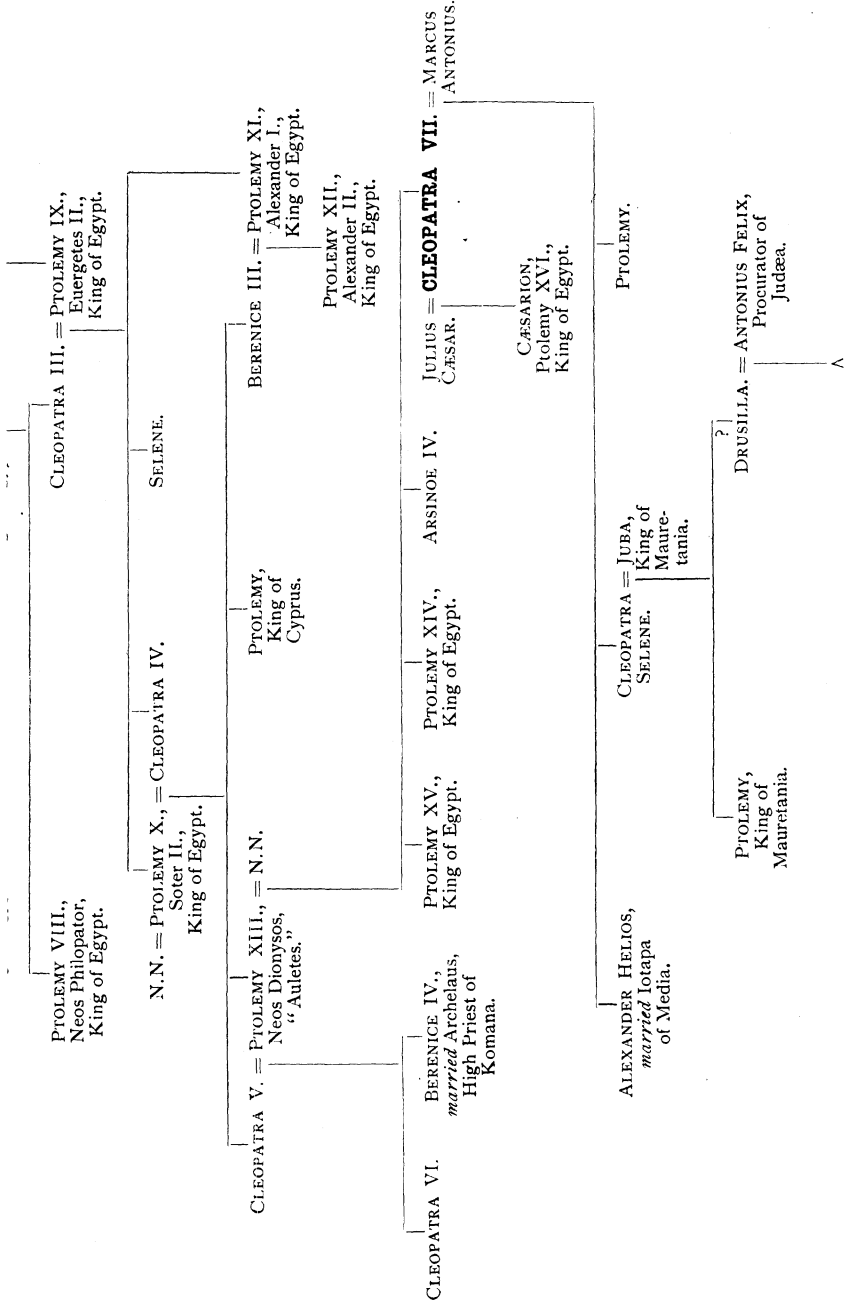 PTOLEMY VIII.,
Neos Philopator,
King of Egypt.
CLEOPATRA III. = PTOLEMY IX.,
Euergetes II.,
King of Egypt.
N.N. = PTOLEMY X., = CLEOPATRA IV.
Soter II.,
King of Egypt.
SELENE.
CLEOPATRA V. = PTOLEMY XIII., = N.N.
Neos Dionysos,
“Auletes.”
PTOLEMY,
King of
Cyprus.
BERENICE III. = PTOLEMY XI.,
Alexander I.,
King of Egypt.
PTOLEMY XII.,
Alexander II.,
King of Egypt.
CLEOPATRA VI.
BERENICE IV.,
married Archelaus,
High Priest of
Komana.
PTOLEMY XV.,
King of Egypt.
PTOLEMY XIV.,
King of Egypt.
ARSINOE IV.
JULIUS = CLEOPATRA VII. = MARCUS
CÆSAR.
ANTONIUS.
CÆSARION,
Ptolemy XVI.,
King of Egypt.
ALEXANDER HELIOS,
married Iotapa
of Media.
CLEOPATRA = JUBA,
SELENE.
King of
Maure-
tania.
PTOLEMY.
PTOLEMY,
King of
Mauretania.
?
DRUSILLA. = ANTONIUS FELIX,
Procurator of
Judæa.